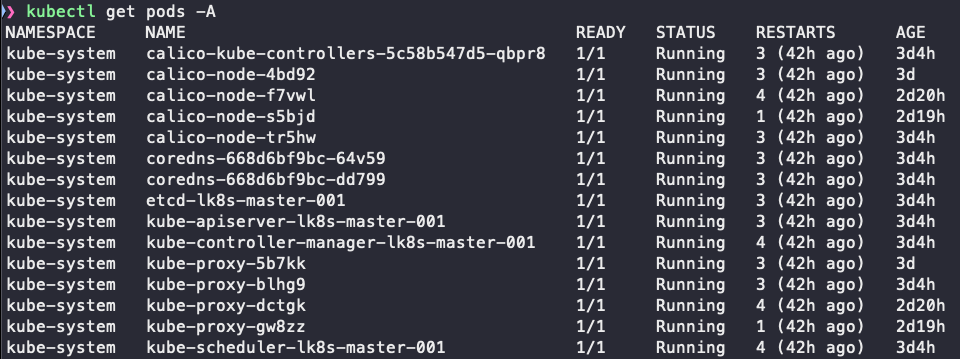 ❯ kubectl get pods -A
NAMESPACE NAME READY STATUS RESTARTS AGE
kube-system calico-kube-controllers-5c58b547d5-qbpr8 1/1 Running 3 (42h ago) 3d4h
kube-system calico-node-4bd92 1/1 Running 3 (42h ago) 3d
kube-system calico-node-f7vwl 1/1 Running 4 (42h ago) 2d20h
kube-system calico-node-s5bjd 1/1 Running 1 (42h ago) 2d19h
kube-system calico-node-tr5hw 1/1 Running 3 (42h ago) 3d4h
kube-system coredns-668d6bf9bc-64v59 1/1 Running 3 (42h ago) 3d4h
kube-system coredns-668d6bf9bc-dd799 1/1 Running 3 (42h ago) 3d4h
kube-system etcd-lk8s-master-001 1/1 Running 3 (42h ago) 3d4h
kube-system kube-apiserver-lk8s-master-001 1/1 Running 3 (42h ago) 3d4h
kube-system kube-controller-manager-lk8s-master-001 1/1 Running 4 (42h ago) 3d4h
kube-system kube-proxy-5b7kk 1/1 Running 3 (42h ago) 3d
kube-system kube-proxy-blhg9 1/1 Running 3 (42h ago) 3d4h
kube-system kube-proxy-dctgk 1/1 Running 4 (42h ago) 2d20h
kube-system kube-proxy-gw8zz 1/1 Running 1 (42h ago) 2d19h
kube-system kube-scheduler-lk8s-master-001 1/1 Running 4 (42h ago) 3d4h